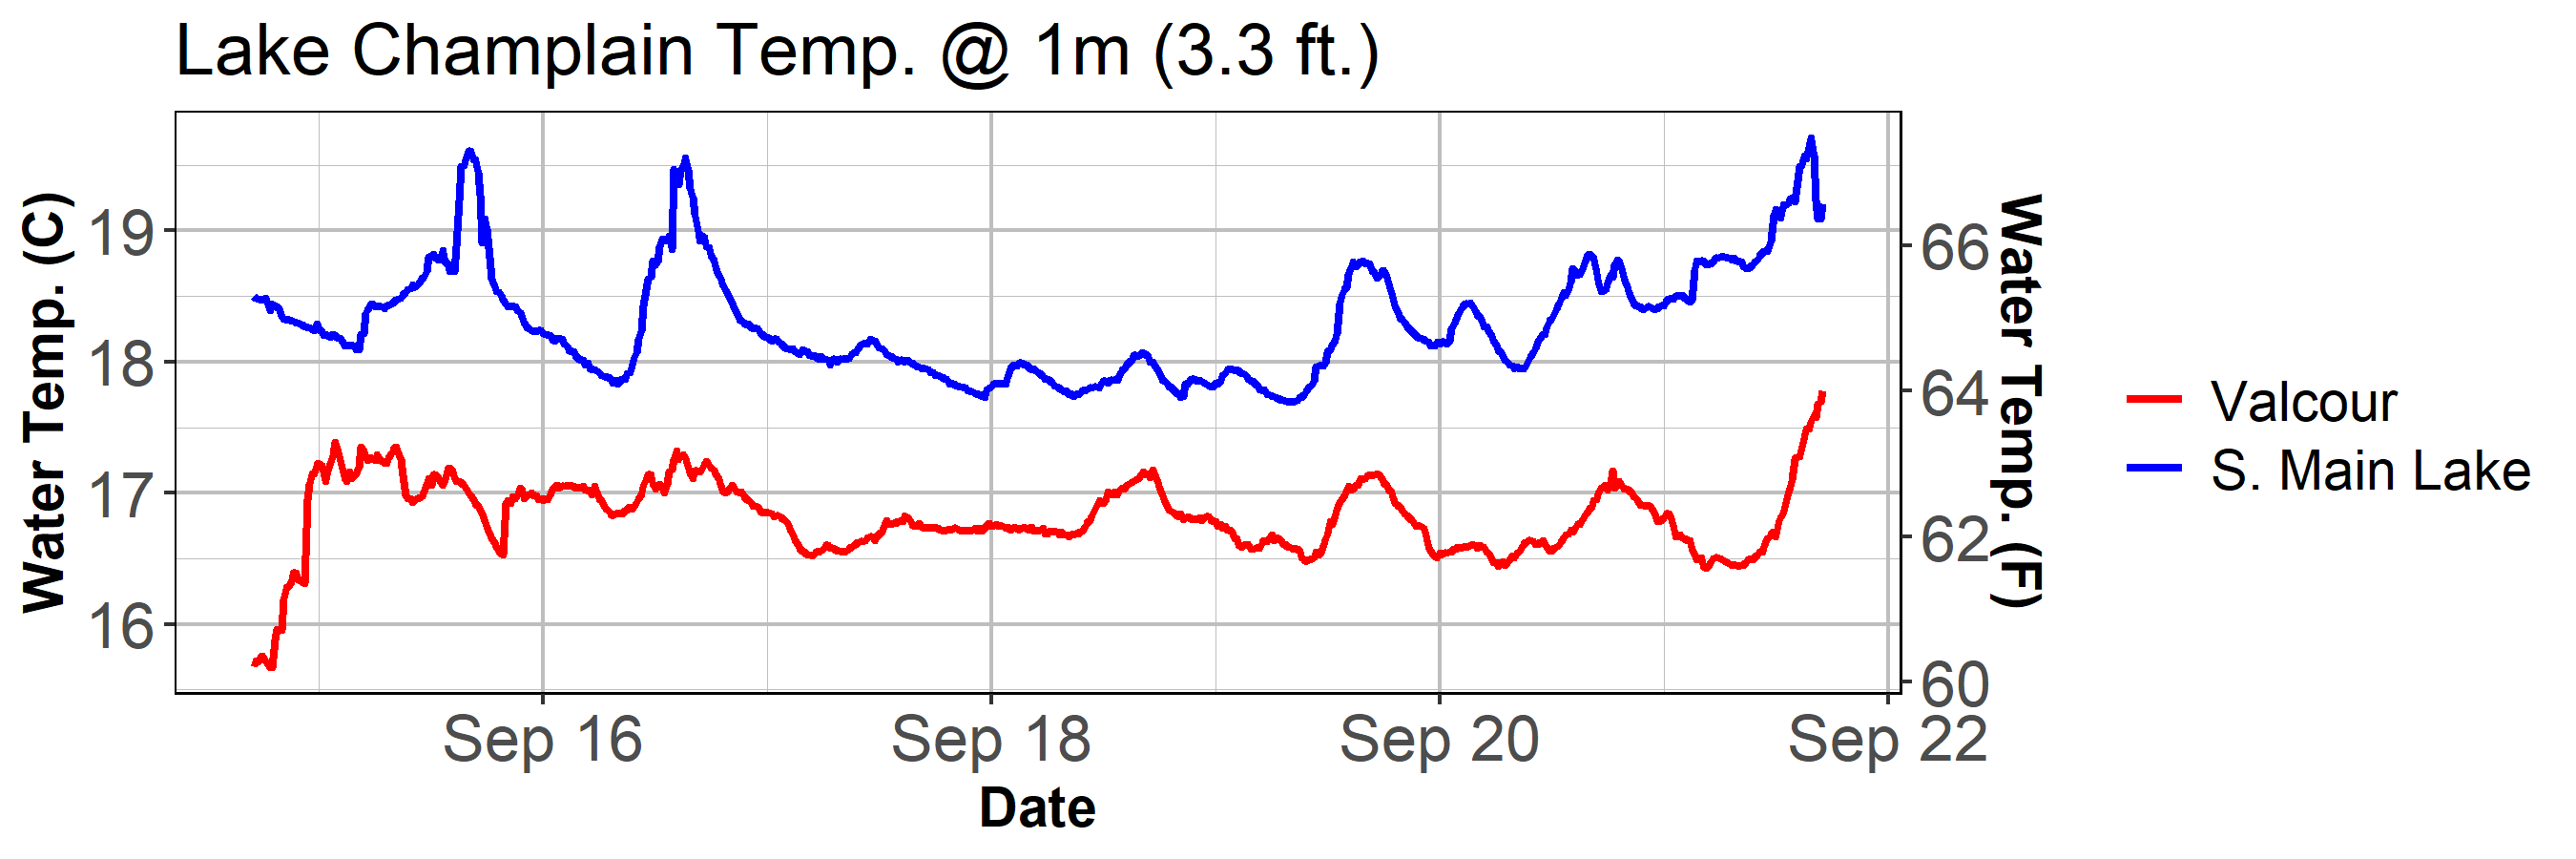 Lake Champlain Temp. @ 1m (3.3 ft.)
Water Temp. (C)
19
18
17
16
66
64
62
60
Water Temp. (F)
Sep 16
Sep 18
Sep 20
Sep 22
Date
Valcour
S. Main Lake